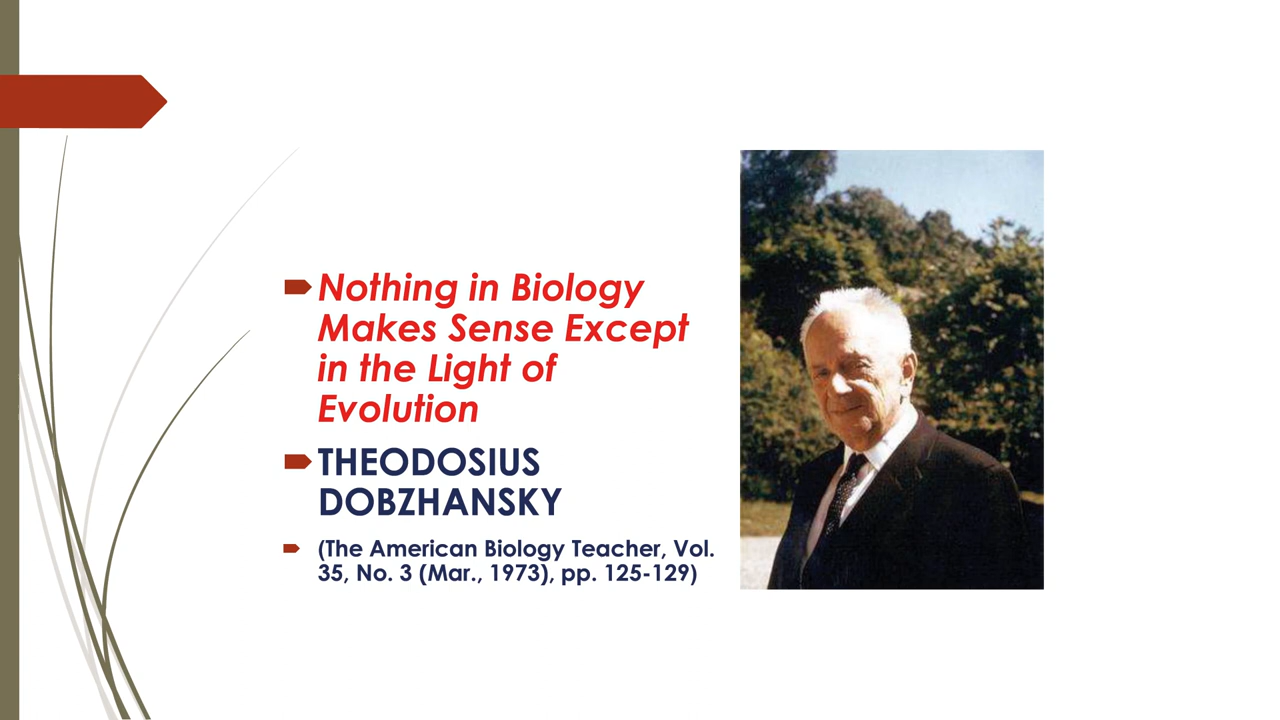 Nothing in Biology
Makes Sense Except
in the Light of
Evolution
THEODOSIUS
DOBZHANSKY
(The American Biology Teacher, Vol.
35, No. 3 (Mar., 1973), pp. 125-129)